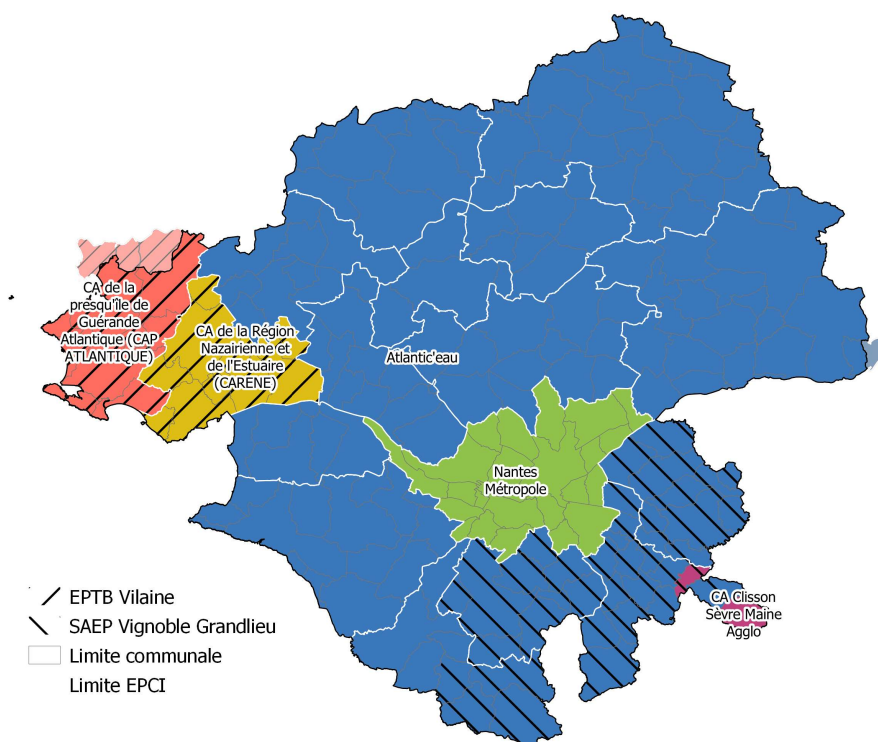 CA de la
presqu'île de
Guérande
Atlantique (CAP
ATLANTIQUE)
CA de la Région
Nazairienne et
de l'Estuaire
(CARENE)
Atlantic'eau
Nantes
Métropole
CA Clisson
Sèvre Maine
Agglo
EPTB Vilaine
SAEP Vignoble Grandlieu
Limite communale
Limite EPCI